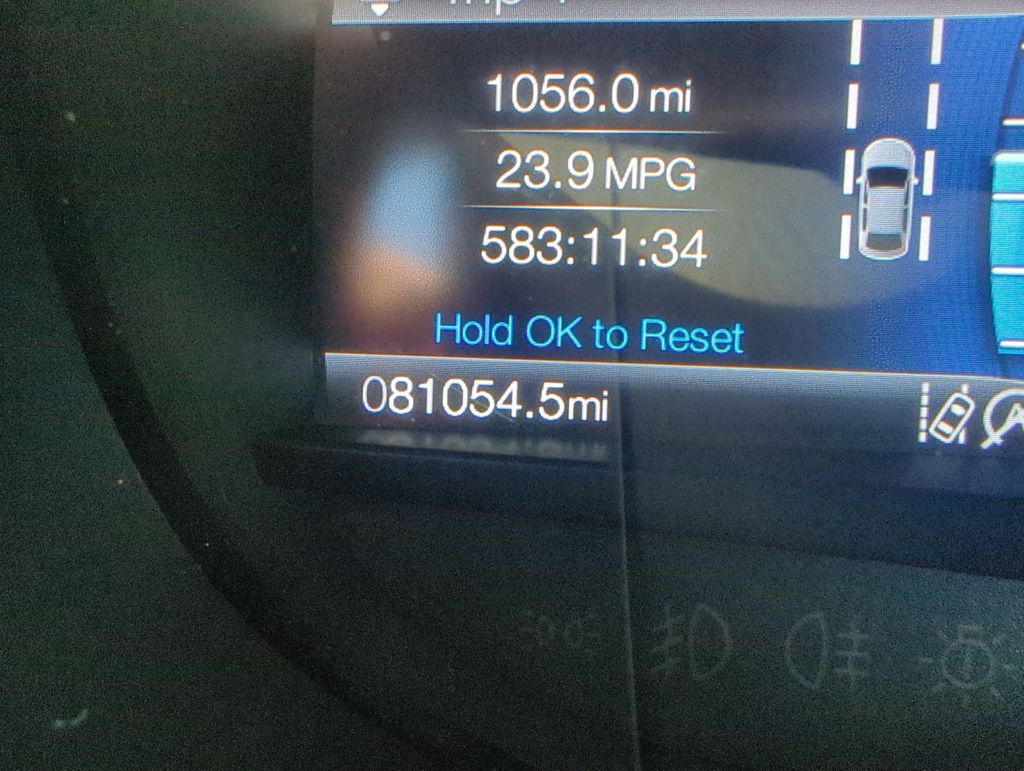 1056.0 mi
23.9 MPG
583:11:34
Hold OK to Reset
081054.5mi